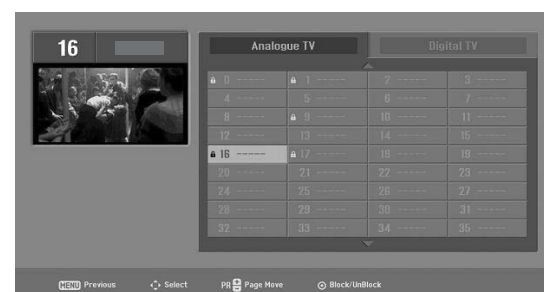 16
Analogue TV Digital TV
0 ----- 1 ----- 2 ----- 3 -----
4 ----- 5 ----- 6 ----- 7 -----
8 ----- 9 ----- 10 ----- 11 -----
12 ----- 13 ----- 14 ----- 15 -----
16 ----- 17 ----- 18 ----- 19 -----
20 ----- 21 ----- 22 ----- 23 -----
24 ----- 25 ----- 26 ----- 27 -----
28 ----- 29 ----- 30 ----- 31 -----
32 ----- 33 ----- 34 ----- 35 -----
MENU Previous Select PR Page Move Block/UnBlock